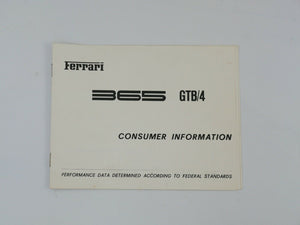 Ferrari
365 GTB/4
CONSUMER INFORMATION
PERFORMANCE DATA DETERMINED ACCORDING TO FEDERAL STANDARDS